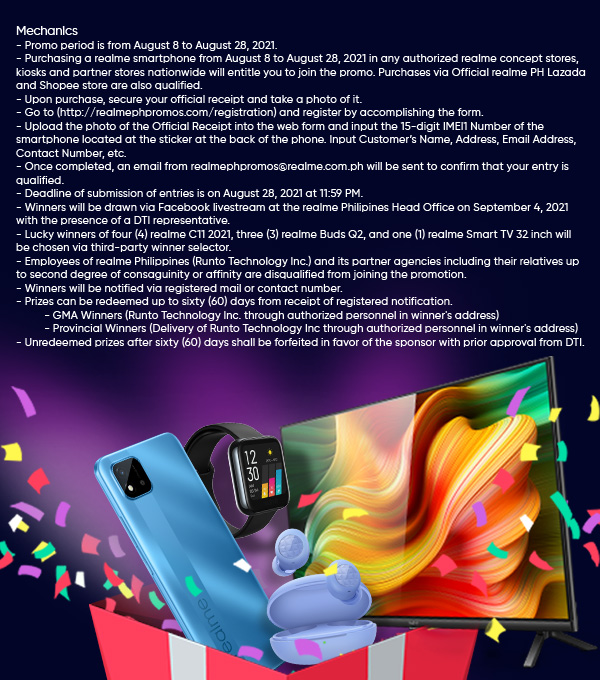 Mechanics
- Promo period is from August 8 to August 28, 2021.
- Purchasing a realme smartphone from August 8 to August 28, 2021 in any authorized realme concept stores,
kiosks and partner stores nationwide will entitle you to join the promo. Purchases via Official realme PH Lazada
and Shopee store are also qualified.
- Upon purchase, secure your official receipt and take a photo of it.
- Go to (http://realmephpromos.com/registration) and register by accomplishing the form.
- Upload the photo of the Official Receipt into the web form and input the 15-digit IMEI1 Number of the
smartphone located at the sticker at the back of the phone. Input Customer's Name, Address, Email Address,
Contact Number, etc.
- Once completed, an email from realmephpromos@realme.com.ph will be sent to confirm that your entry is
qualified.
- Deadline of submission of entries is on August 28, 2021 at 11:59 PM.
- Winners will be drawn via Facebook livestream at the realme Philipines Head Office on September 4, 2021
with the presence of a DTI representative.
- Lucky winners of four (4) realme C11 2021, three (3) realme Buds Q2, and one (1) realme Smart TV 32 inch will
be chosen via third-party winner selector.
- Employees of realme Philippines (Runto Technology Inc.) and its partner agencies including their relatives up
to second degree of consaguinity or affinity are disqualified from joining the promotion.
- Winners will be notified via registered mail or contact number.
- Prizes can be redeemed up to sixty (60) days from receipt of registered notification.
- GMA Winners (Runto Technology Inc. through authorized personnel in winner's address)
- Provincial Winners (Delivery of Runto Technology Inc through authorized personnel in winner's address)
- Unredeemed prizes after sixty (60) days shall be forfeited in favor of the sponsor with prior approval from DTI.
12
30
realme